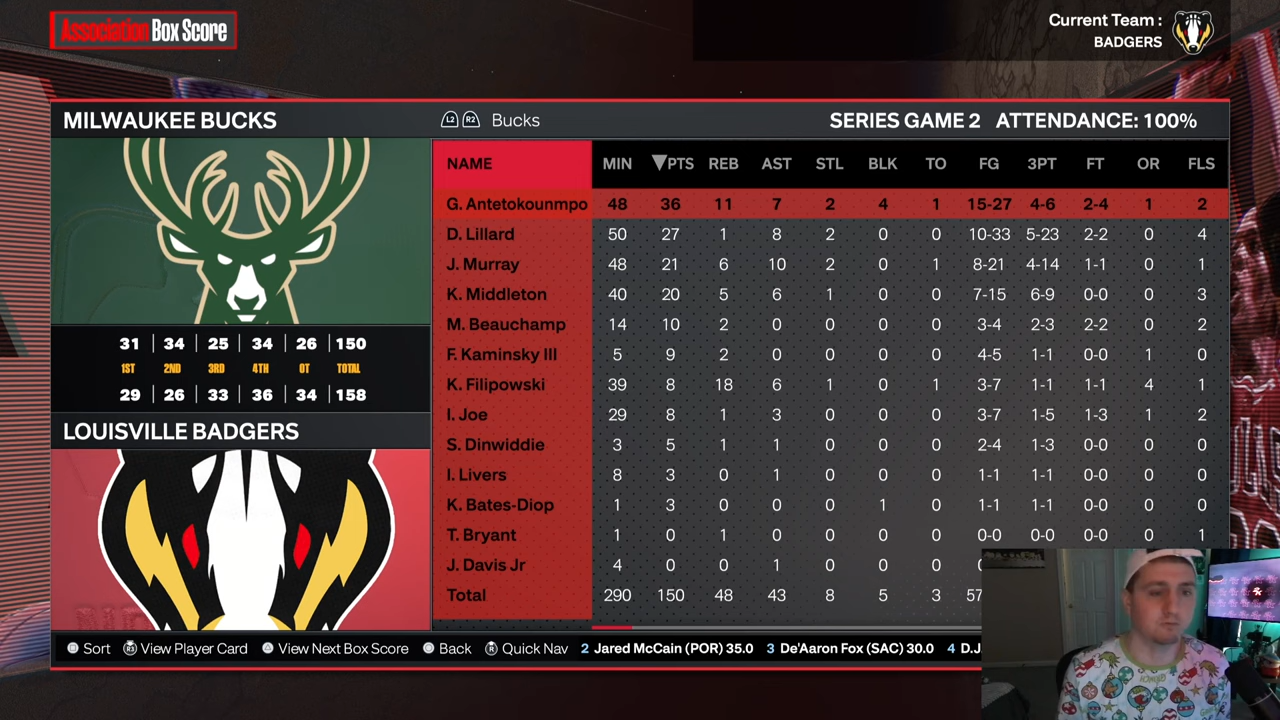 Association Box Score
Current Team :
BADGERS
MILWAUKEE BUCKS
L2 R2 Bucks
SERIES GAME 2 ATTENDANCE: 100%
NAME MIN PTS REB AST STL BLK TO FG 3PT FT OR FLS
G. Antetokounmpo 48 36 11 7 2 4 1 15-27 4-6 2-4 1 2
D. Lillard 50 27 1 8 2 0 0 10-33 5-23 2-2 0 4
J. Murray 48 21 6 10 2 0 1 8-21 4-14 1-1 0 1
K. Middleton 40 20 5 6 1 0 0 7-15 6-9 0-0 0 3
M. Beauchamp 14 10 2 0 0 0 0 3-4 2-3 2-2 0 2
F. Kaminsky III 5 9 2 0 0 0 0 4-5 1-1 0-0 1 0
K. Filipowski 39 8 18 6 1 0 1 3-7 1-1 1-1 4 1
I. Joe 29 8 1 3 0 0 0 3-7 1-5 1-3 1 2
S. Dinwiddie 3 5 1 1 0 0 0 2-4 1-3 0-0 0 0
I. Livers 8 3 0 1 0 0 0 1-1 1-1 0-0 0 0
K. Bates-Diop 1 3 0 0 0 1 0 1-1 1-1 0-0 0 0
T. Bryant 1 0 1 0 0 0 0 0-0 0-0 0-0 0 1
J. Davis Jr 4 0 0 1 0 0 0
Total 290 150 48 43 8 5 3 57
31 34 25 34 26 150
1ST 2ND 3RD 4TH OT TOTAL
29 26 33 36 34 158
LOUISVILLE BADGERS
Sort R3 View Player Card View Next Box Score Back R Quick Nav 2 Jared McCain (POR) 35.0 3 De'Aaron Fox (SAC) 30.0 4 D.J